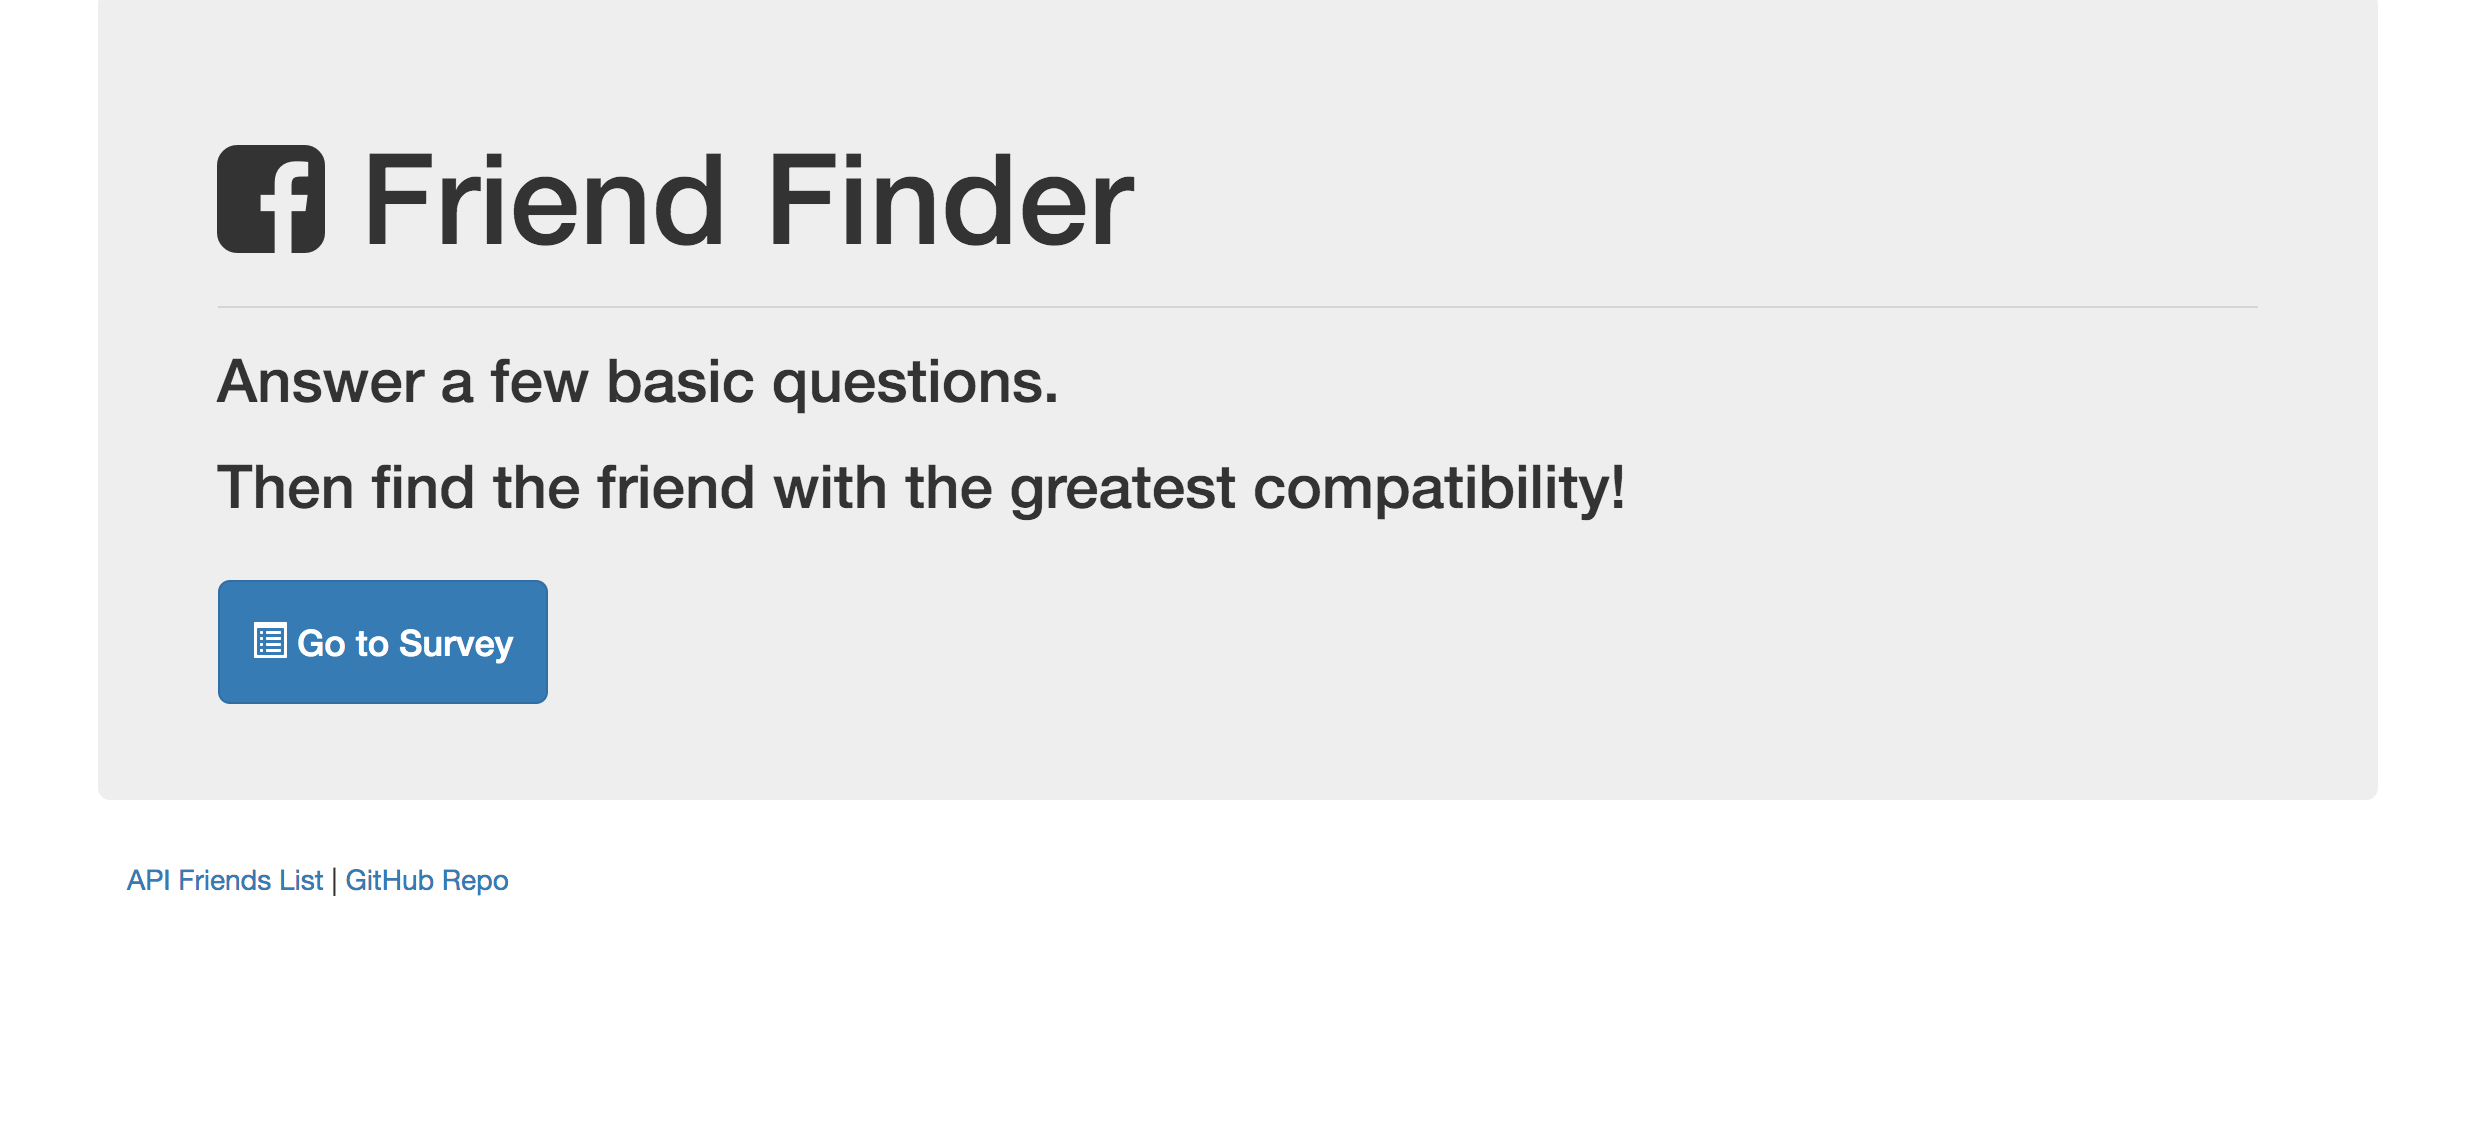 Friend Finder
Answer a few basic questions.
Then find the friend with the greatest compatibility!
Go to Survey
API Friends List | GitHub Repo